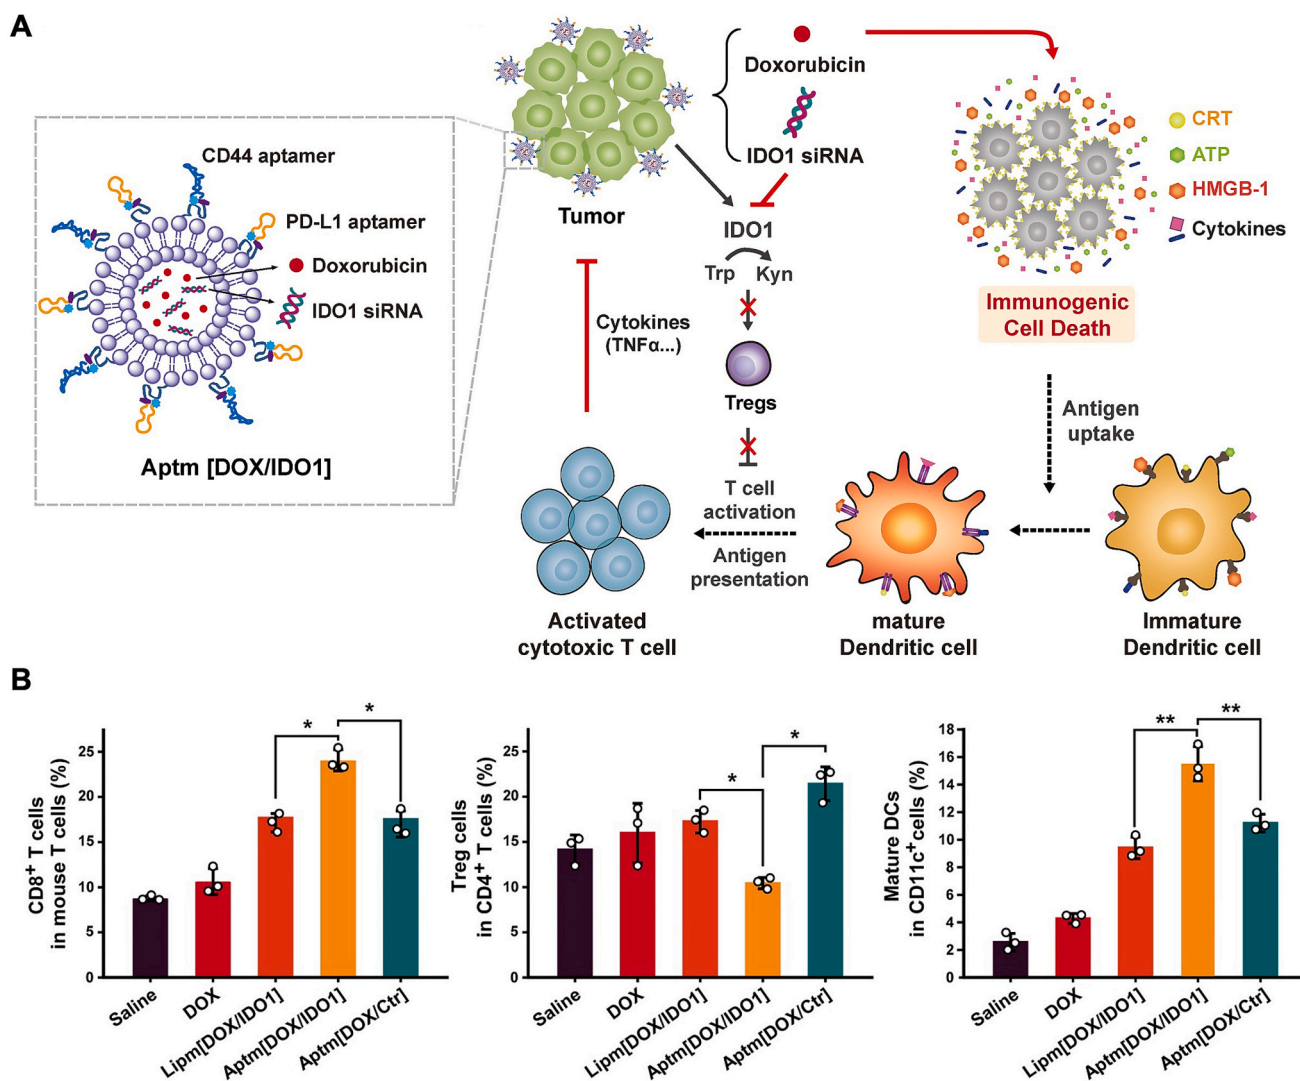 A
CD44 aptamer
PD-L1 aptamer
Doxorubicin
IDO1 siRNA
Aptm [DOX/IDO1]
Tumor
Doxorubicin
IDO1 siRNA
IDO1
Trp
Kyn
Tregs
T cell
activation
Antigen
presentation
Cytokines
(TNFα...)
Activated
cytotoxic T cell
mature
Dendritic cell
Immature
Dendritic cell
Antigen
uptake
Immunogenic
Cell Death
CRT
ATP
HMGB-1
Cytokines
B
CD8⁺ T cells
in mouse T cells (%)
25
20
15
10
5
0
*
*
Saline
DOX
Lipm[DOX/IDO1]
Aptm[DOX/IDO1]
Aptm[DOX/Ctr]
Treg cells
in CD4⁺ T cells (%)
25
20
15
10
5
0
*
*
Saline
DOX
Lipm[DOX/IDO1]
Aptm[DOX/IDO1]
Aptm[DOX/Ctr]
Mature DCs
in CD11c⁺cells (%)
18
16
14
12
10
8
6
4
2
0
**
**
Saline
DOX
Lipm[DOX/IDO1]
Aptm[DOX/IDO1]
Aptm[DOX/Ctr]